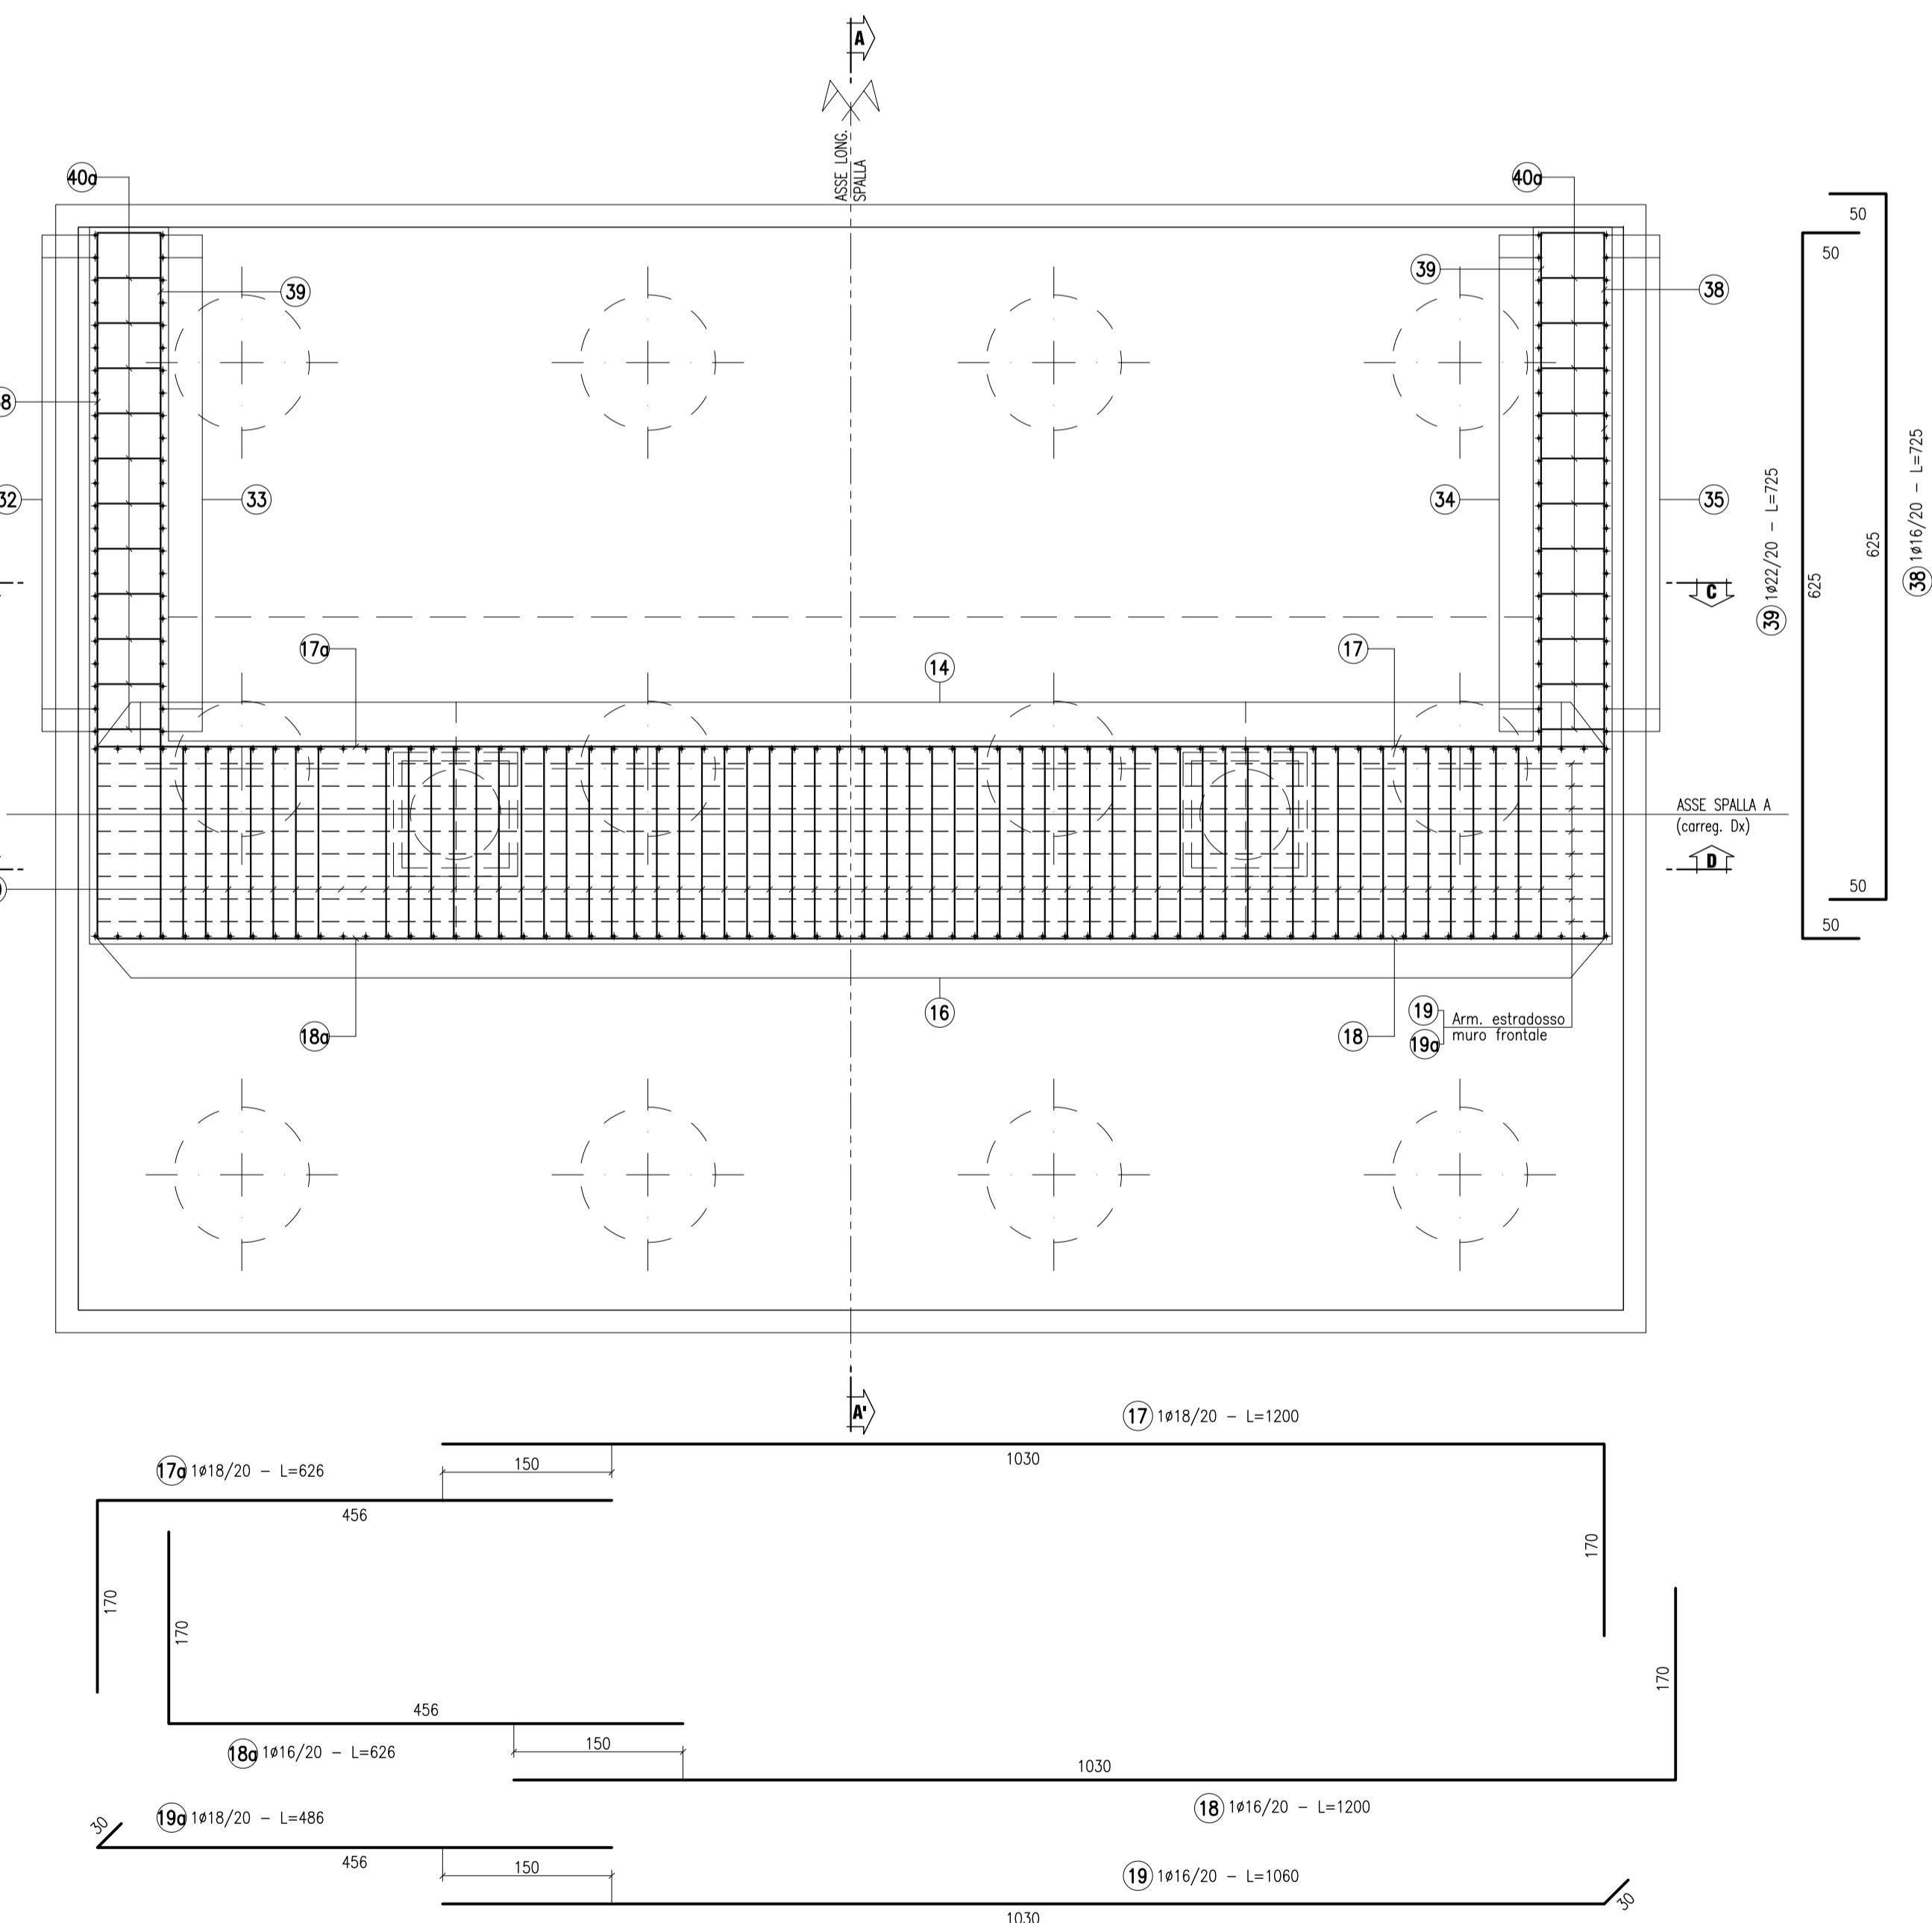 A
ASSE LONG.
SPALLA
40a
40a
50
50
39
39
38
8
32
33
34
35
39 1ø22/20 - L=725
625
625
38 1ø16/20 - L=725
C
17a
14
17
ASSE SPALLA A
(carreg. Dx)
D
50
50
18a
16
18
19
19a
Arm. estradosso
muro frontale
A'
17 1ø18/20 - L=1200
17a 1ø18/20 - L=626
150
1030
456
170
170
170
170
456
18a 1ø16/20 - L=626
150
1030
18 1ø16/20 - L=1200
30
19a 1ø18/20 - L=486
456
150
19 1ø16/20 - L=1060
30
1030